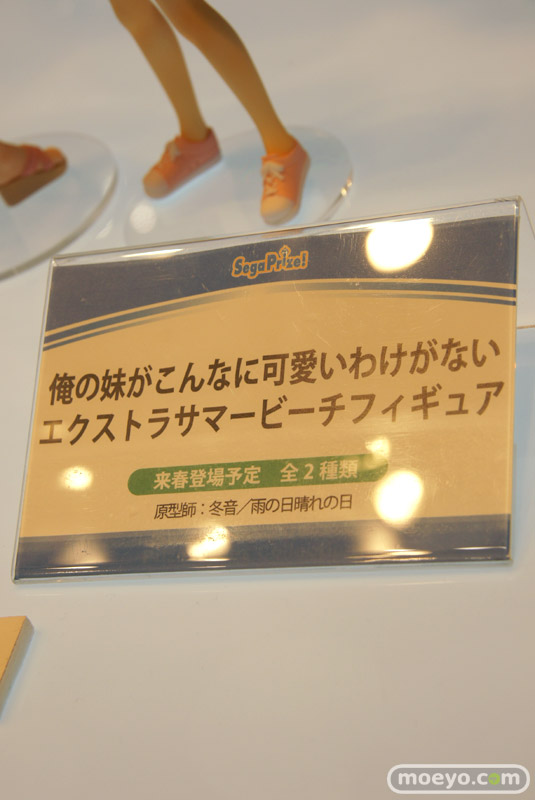 SegaPrize!
俺の妹がこんなに可愛いわけがない
エクストラサマービーチフィギュア
来春登場予定　全2種類
原型師：冬音／雨の日晴れの日
moeyo.com